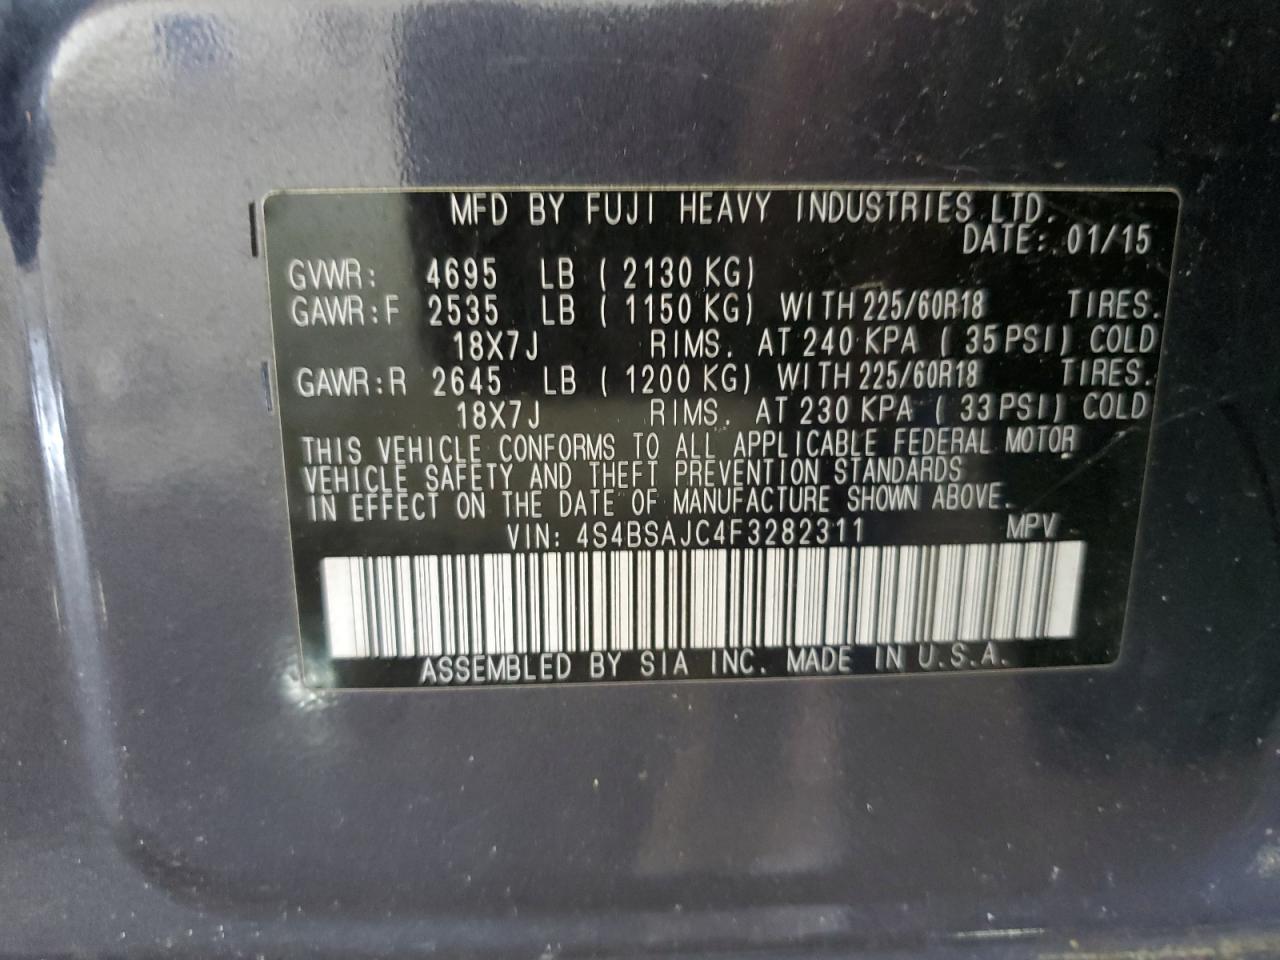 MFD BY FUJI HEAVY INDUSTRIES LTD.
DATE: 01/15
GVWR: 4695 LB ( 2130 KG)
GAWR:F 2535 LB ( 1150 KG) WITH 225/60R18 TIRES.
18X7J RIMS. AT 240 KPA ( 35 PSI) COLD
GAWR:R 2645 LB ( 1200 KG) WITH 225/60R18 TIRES.
18X7J RIMS. AT 230 KPA ( 33 PSI) COLD
THIS VEHICLE CONFORMS TO ALL APPLICABLE FEDERAL MOTOR
VEHICLE SAFETY AND THEFT PREVENTION STANDARDS
IN EFFECT ON THE DATE OF MANUFACTURE SHOWN ABOVE.
VIN: 4S4BSAJC4F3282311 MPV
ASSEMBLED BY SIA INC. MADE IN U.S.A.